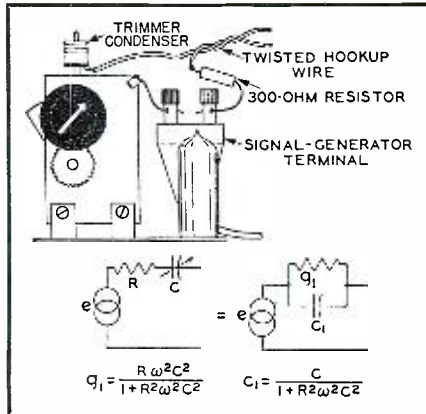 TRIMMER
CONDENSER
TWISTED HOOKUP
WIRE
300-OHM RESISTOR
SIGNAL-GENERATOR
TERMINAL
R C
e
=
g₁
e
C₁
g₁ = Rω²C² / 1+R²ω²C²
C₁ = C / 1+R²ω²C²